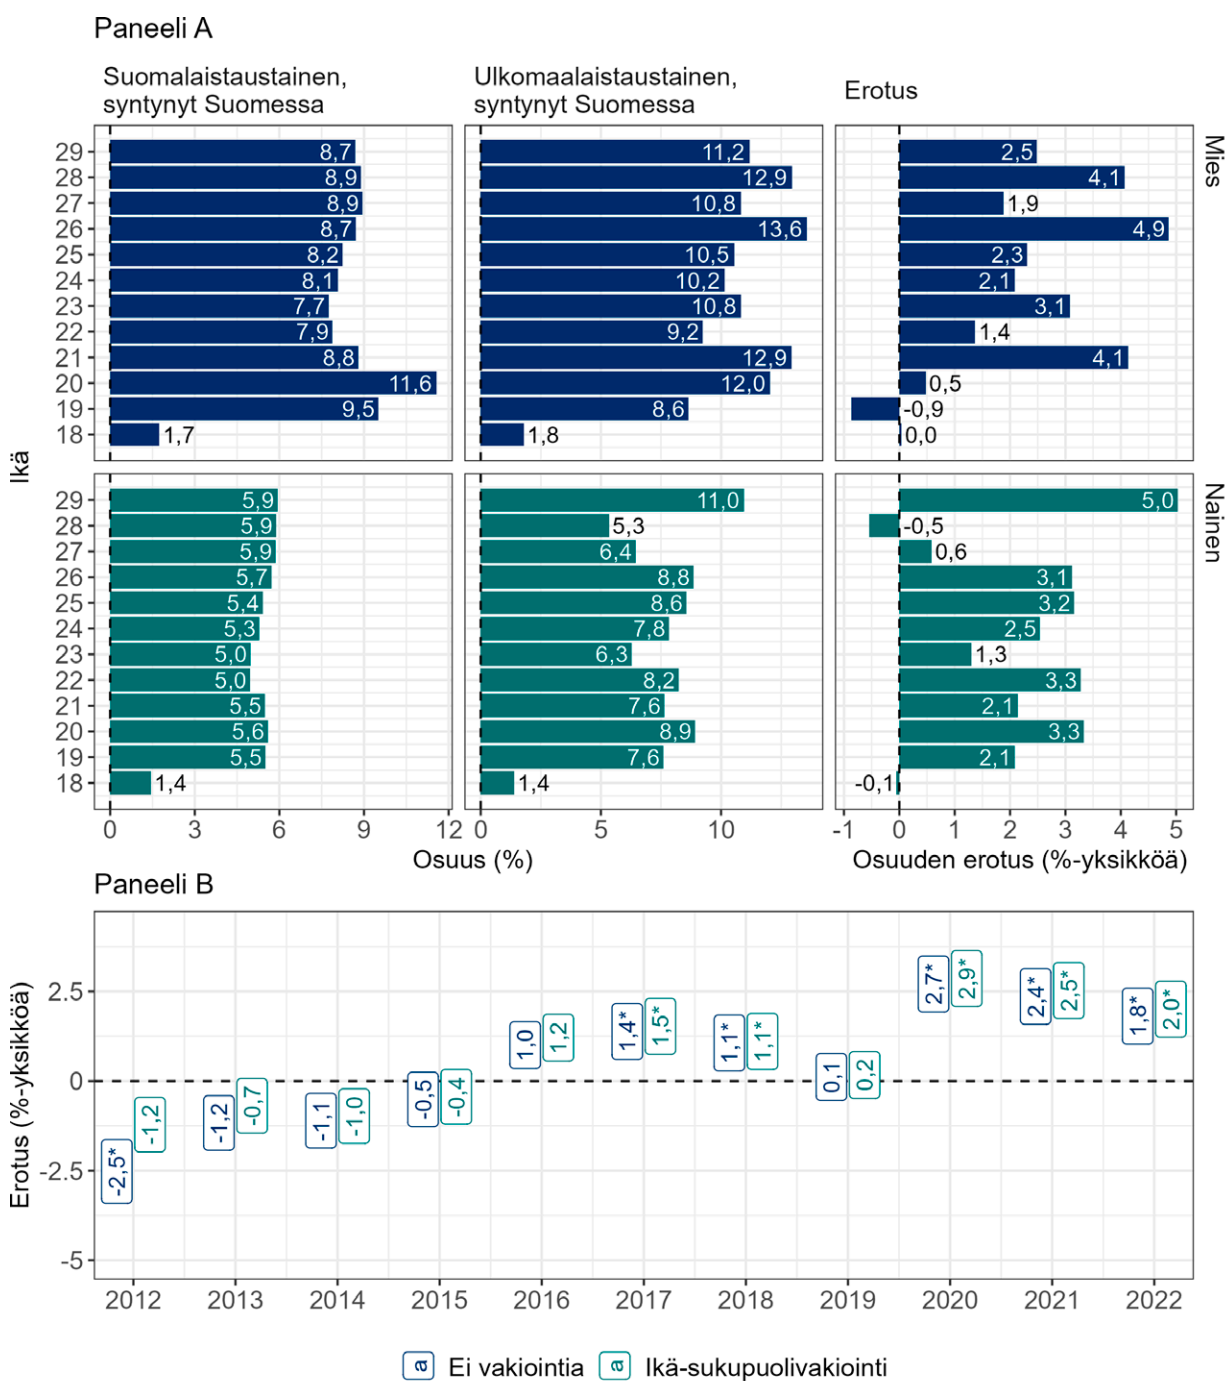 Paneeli A
Suomalaistaustainen,
syntynyt Suomessa
Ulkomaalaistaustainen,
syntynyt Suomessa
Erotus
Mies
29 8,7 11,2 2,5
28 8,9 12,9 4,1
27 8,9 10,8 1,9
26 8,7 13,6 4,9
25 8,2 10,5 2,3
24 8,1 10,2 2,1
23 7,7 10,8 3,1
22 7,9 9,2 1,4
21 8,8 12,9 4,1
20 11,6 12,0 0,5
19 9,5 8,6 -0,9
18 1,7 1,8 0,0
Ikä
Nainen
29 5,9 11,0 5,0
28 5,9 5,3 -0,5
27 5,9 6,4 0,6
26 5,7 8,8 3,1
25 5,4 8,6 3,2
24 5,3 7,8 2,5
23 5,0 6,3 1,3
22 5,0 8,2 3,3
21 5,5 7,6 2,1
20 5,6 8,9 3,3
19 5,5 7,6 2,1
18 1,4 1,4 -0,1
0 3 6 9 12 0 5 10 -1 0 1 2 3 4 5
Osuus (%)
Osuuden erotus (%-yksikköä)
Paneeli B
Erotus (%-yksikköä)
2.5
0
-2.5
-5
-2,5* -1,2
-1,2 -0,7
-1,1 -1,0
-0,5 -0,4
1,0 1,2
1,4* 1,5*
1,1* 1,1*
0,1 0,2
2,7* 2,9*
2,4* 2,5*
1,8* 2,0*
2012 2013 2014 2015 2016 2017 2018 2019 2020 2021 2022
a Ei vakiointia a Ikä-sukupuolivakiointi